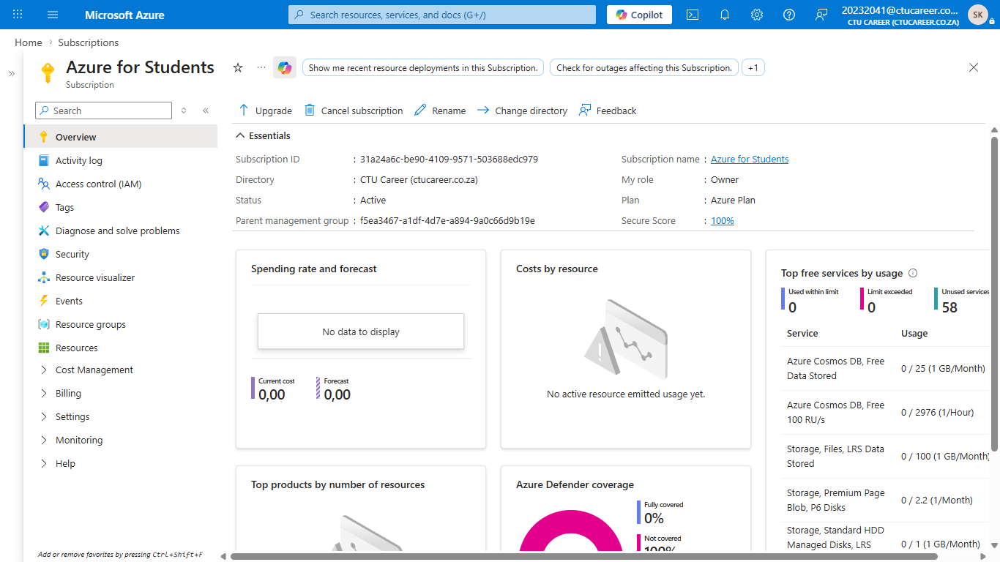 Microsoft Azure
Search resources, services, and docs (G+/)
Copilot
20232041@ctucareer.co...
CTU CAREER (CTUCAREER.CO.ZA)
SK
Home
Subscriptions
Azure for Students
Subscription
Show me recent resource deployments in this Subscription.
Check for outages affecting this Subscription.
+1
Search
Upgrade
Cancel subscription
Rename
Change directory
Feedback
Overview
Activity log
Access control (IAM)
Tags
Diagnose and solve problems
Security
Resource visualizer
Events
Resource groups
Resources
Cost Management
Billing
Settings
Monitoring
Help
Add or remove favorites by pressing Ctrl+Shift+F
Essentials
Subscription ID : 31a24a6c-be90-4109-9571-503688edc979
Directory : CTU Career (ctucareer.co.za)
Status : Active
Parent management group : f5ea3467-a1df-4d7e-a894-9a0c66d9b19e
Subscription name : Azure for Students
My role : Owner
Plan : Azure Plan
Secure Score : 100%
Spending rate and forecast
No data to display
Current cost
0,00
Forecast
0,00
Costs by resource
No active resource emitted usage yet.
Top free services by usage
Used within limit
0
Limit exceeded
0
Unused services
58
Service Usage
Azure Cosmos DB, Free
Data Stored
0 / 25 (1 GB/Month)
Azure Cosmos DB, Free
100 RU/s
0 / 2976 (1/Hour)
Storage, Files, LRS Data
Stored
0 / 100 (1 GB/Month)
Storage, Premium Page
Blob, P6 Disks
0 / 2.2 (1/Month)
Storage, Standard HDD
Managed Disks, LRS
0 / 1 (1 GB/Month)
Top products by number of resources
Azure Defender coverage
Fully covered
0%
Not covered
100%